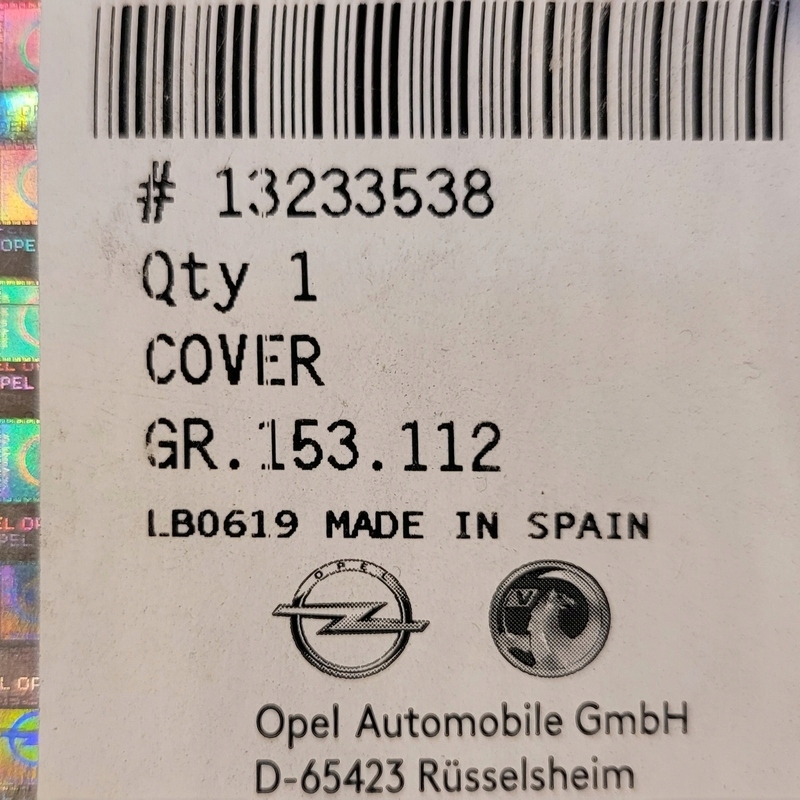 # 13233538
Qty 1
COVER
GR.153.112
LB0619 MADE IN SPAIN
OPEL
Opel Automobile GmbH
D-65423 Rüsselsheim